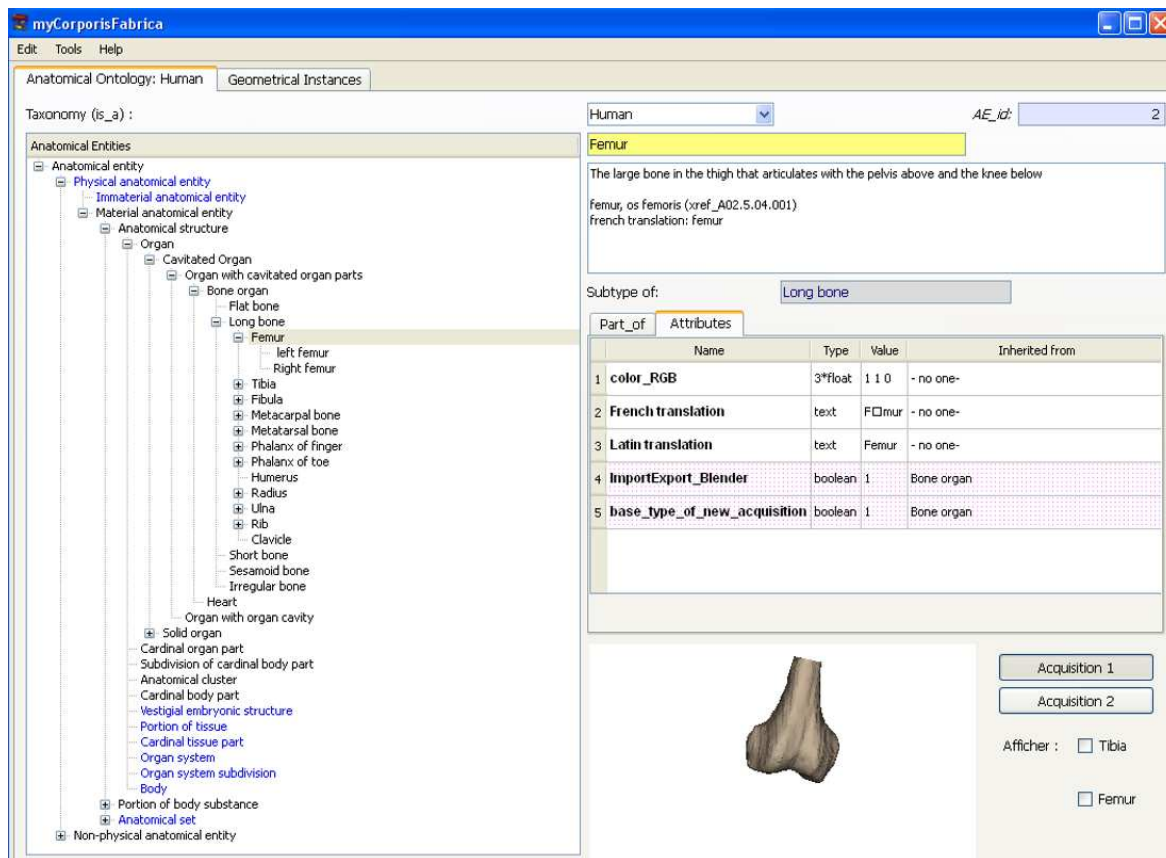 myCorporisFabrica
Edit Tools Help
Anatomical Ontology: Human Geometrical Instances
Taxonomy (is_a) :
Anatomical Entities
Anatomical entity
Physical anatomical entity
Immaterial anatomical entity
Material anatomical entity
Anatomical structure
Organ
Cavitated Organ
Organ with cavitated organ parts
Bone organ
Flat bone
Long bone
Femur
left femur
Right femur
Tibia
Fibula
Metacarpal bone
Metatarsal bone
Phalanx of finger
Phalanx of toe
Humerus
Radius
Ulna
Rib
Clavicle
Short bone
Sesamoid bone
Irregular bone
Heart
Organ with organ cavity
Solid organ
Cardinal organ part
Subdivision of cardinal body part
Anatomical cluster
Cardinal body part
Vestigial embryonic structure
Portion of tissue
Cardinal tissue part
Organ system
Organ system subdivision
Body
Portion of body substance
Anatomical set
Non-physical anatomical entity
Human AE_id: 2
Femur
The large bone in the thigh that articulates with the pelvis above and the knee below
femur, os femoris (xref_A02.5.04.001)
french translation: femur
Subtype of: Long bone
Part_of Attributes
Name Type Value Inherited from
1 color_RGB 3*float 1 1 0 - no one-
2 French translation text F□mur - no one-
3 Latin translation text Femur - no one-
4 ImportExport_Blender boolean 1 Bone organ
5 base_type_of_new_acquisition boolean 1 Bone organ
Acquisition 1
Acquisition 2
Afficher : Tibia
Femur